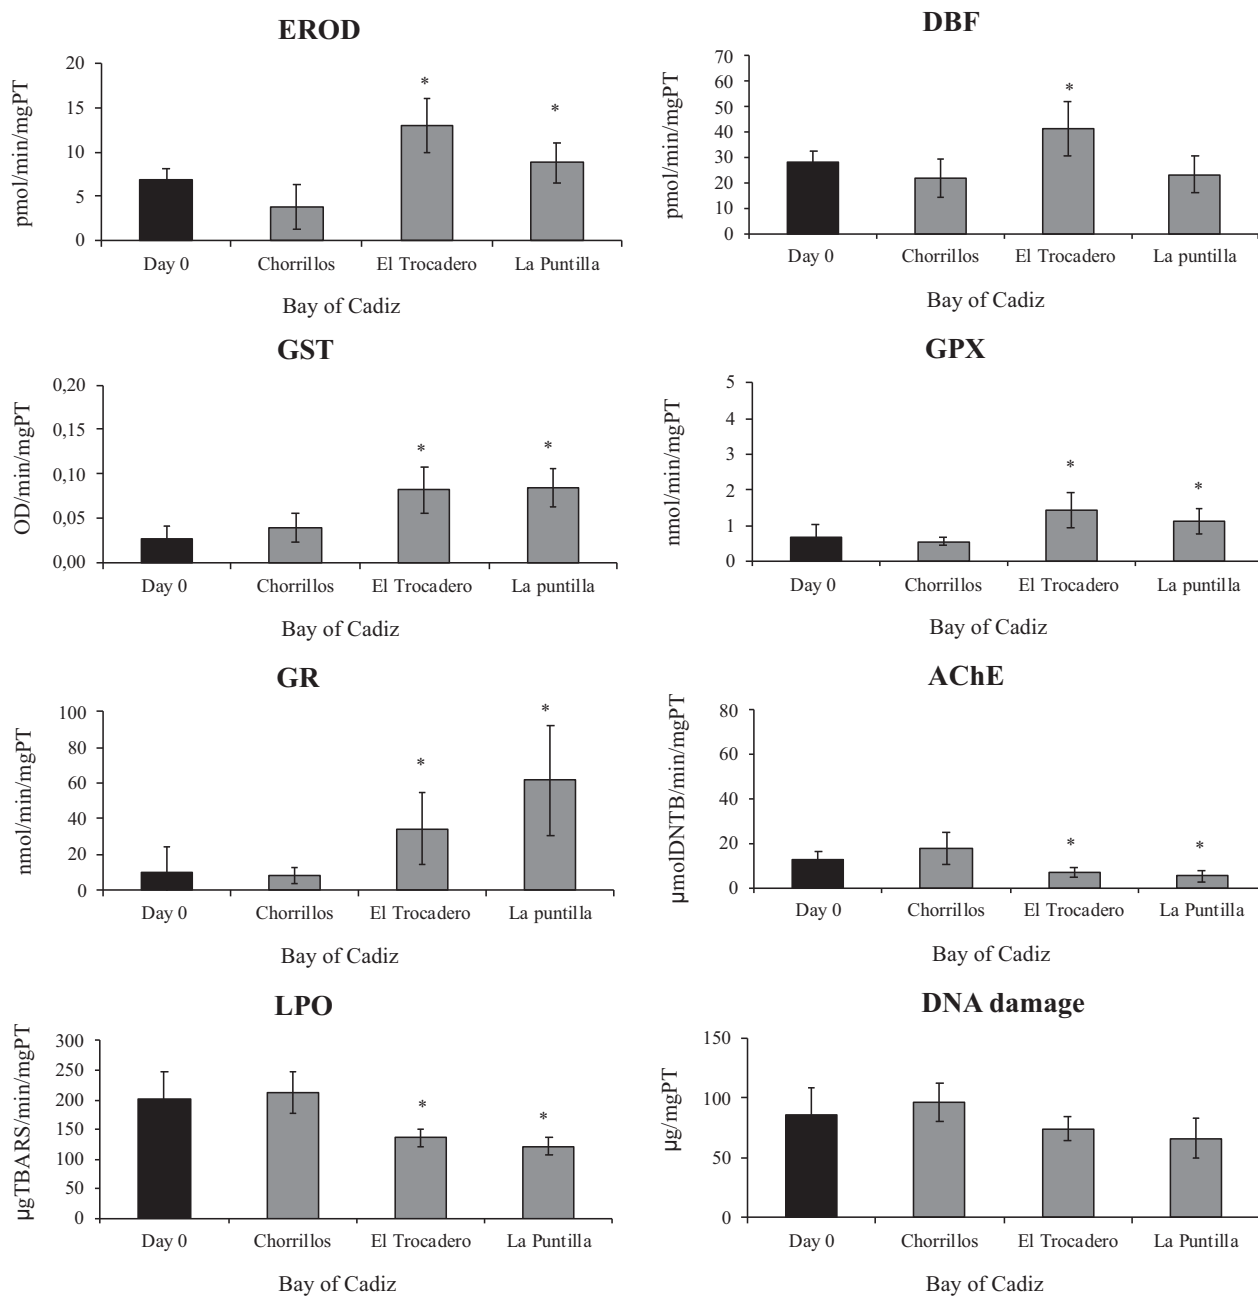 EROD
pmol/min/mgPT
20
15
10
5
0
* *
Day 0 Chorrillos El Trocadero La Puntilla
Bay of Cadiz
DBF
pmol/min/mgPT
70
60
50
40
30
20
10
0
*
Day 0 Chorrillos El Trocadero La puntilla
Bay of Cadiz
GST
OD/min/mgPT
0,20
0,15
0,10
0,05
0,00
* *
Day 0 Chorrillos El Trocadero La puntilla
Bay of Cadiz
GPX
nmol/min/mgPT
5
4
3
2
1
0
* *
Day 0 Chorrillos El Trocadero La puntilla
Bay of Cadiz
GR
nmol/min/mgPT
100
80
60
40
20
0
* *
Day 0 Chorrillos El Trocadero La puntilla
Bay of Cadiz
AChE
µmolDNTB/min/mgPT
80
60
40
20
0
* *
Day 0 Chorrillos El Trocadero La Puntilla
Bay of Cadiz
LPO
µgTBARS/min/mgPT
300
250
200
150
100
50
0
* *
Day 0 Chorrillos El Trocadero La Puntilla
Bay of Cadiz
DNA damage
µg/mgPT
150
100
50
0
Day 0 Chorrillos El Trocadero La Puntilla
Bay of Cadiz